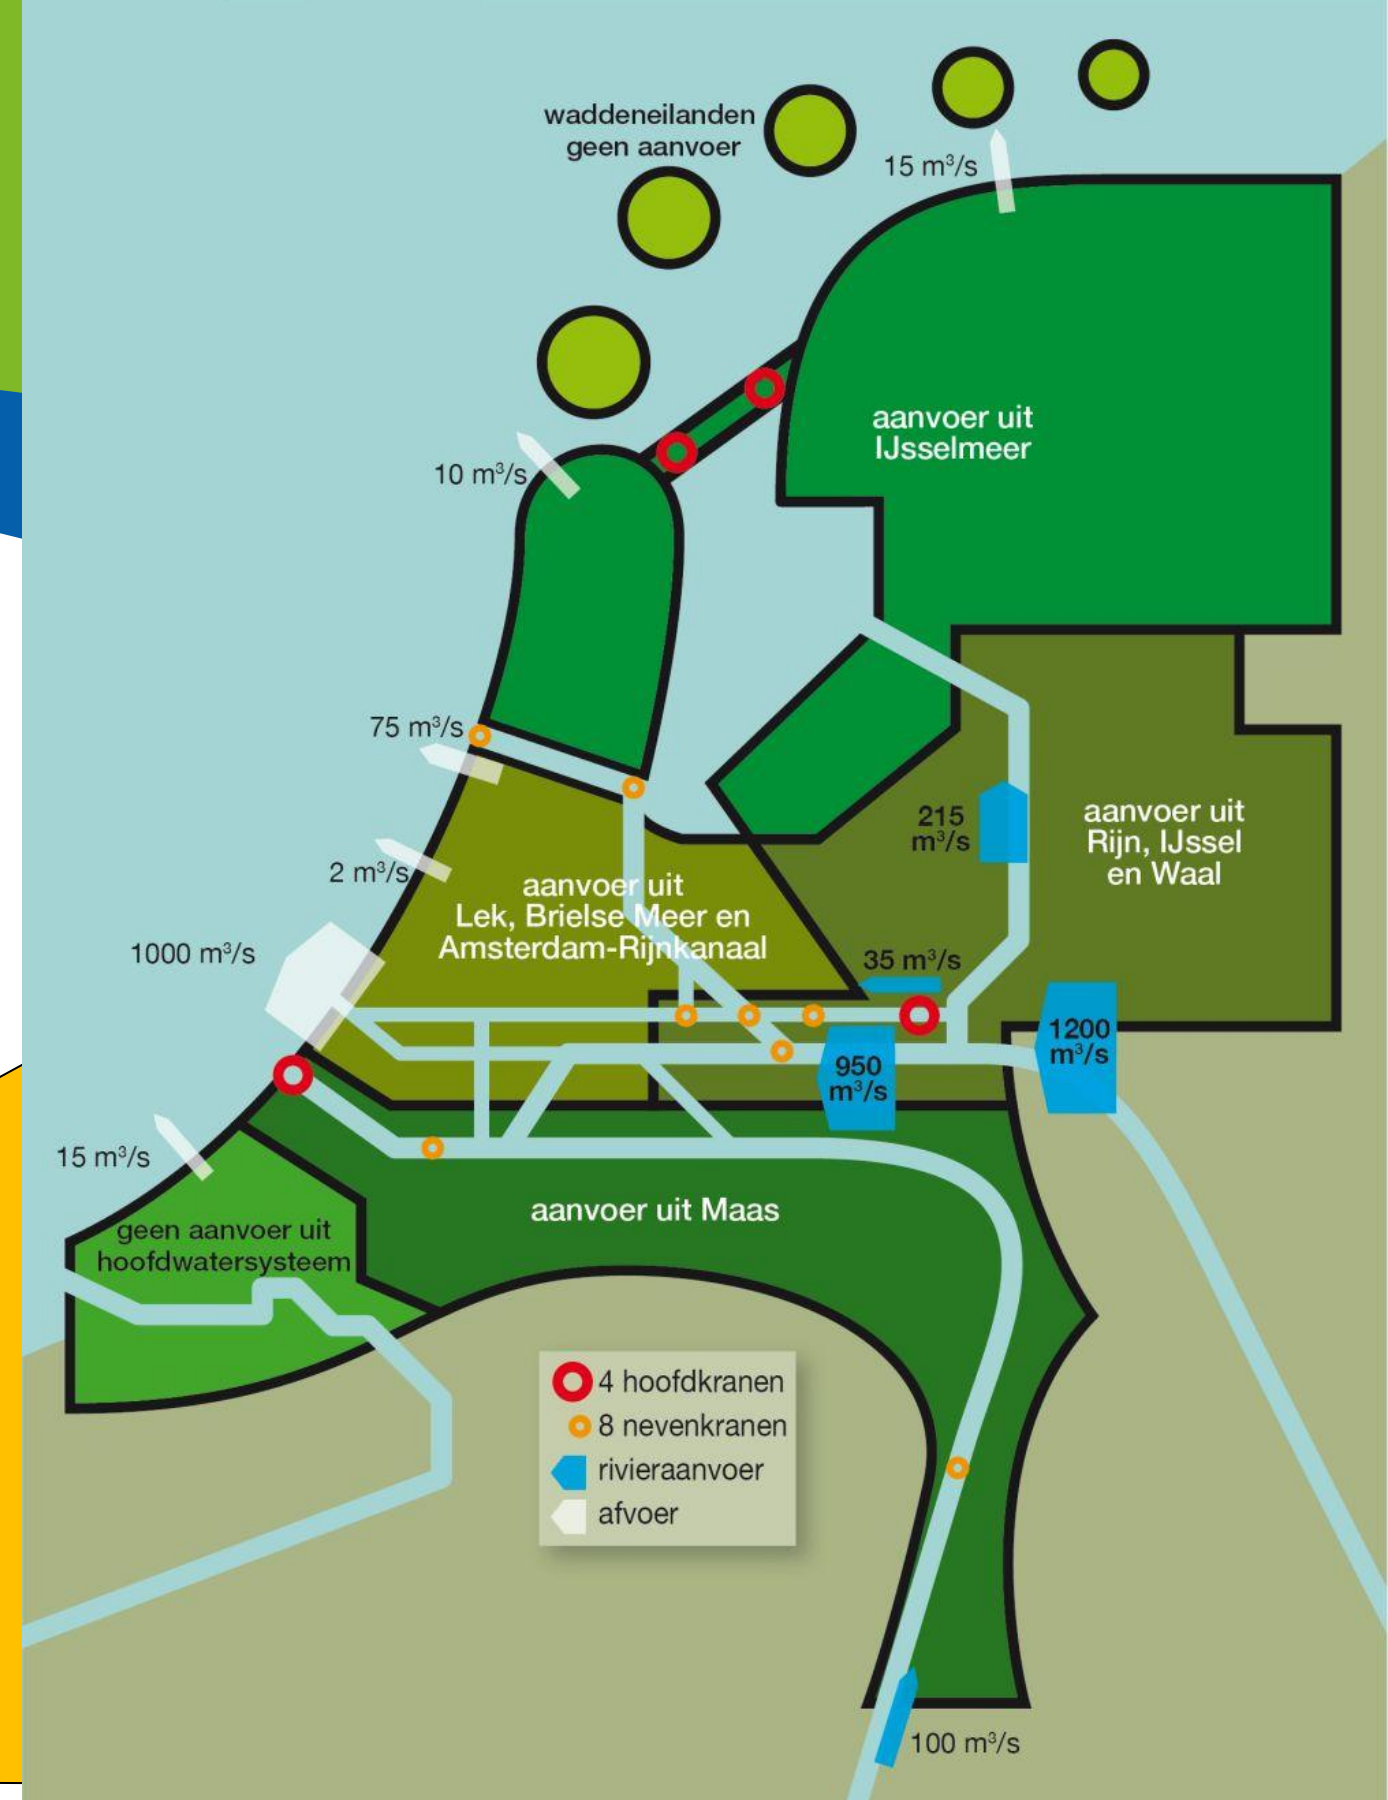 waddeneilanden
geen aanvoer
15 m³/s
aanvoer uit
IJsselmeer
10 m³/s
75 m³/s
215
m³/s
aanvoer uit
Rijn, IJssel
en Waal
2 m³/s
aanvoer uit
Lek, Brielse Meer en
Amsterdam-Rijnkanaal
1000 m³/s
35 m³/s
1200
m³/s
950
m³/s
15 m³/s
aanvoer uit Maas
geen aanvoer uit
hoofdwatersysteem
4 hoofdkranen
8 nevenkranen
rivieraanvoer
afvoer
100 m³/s